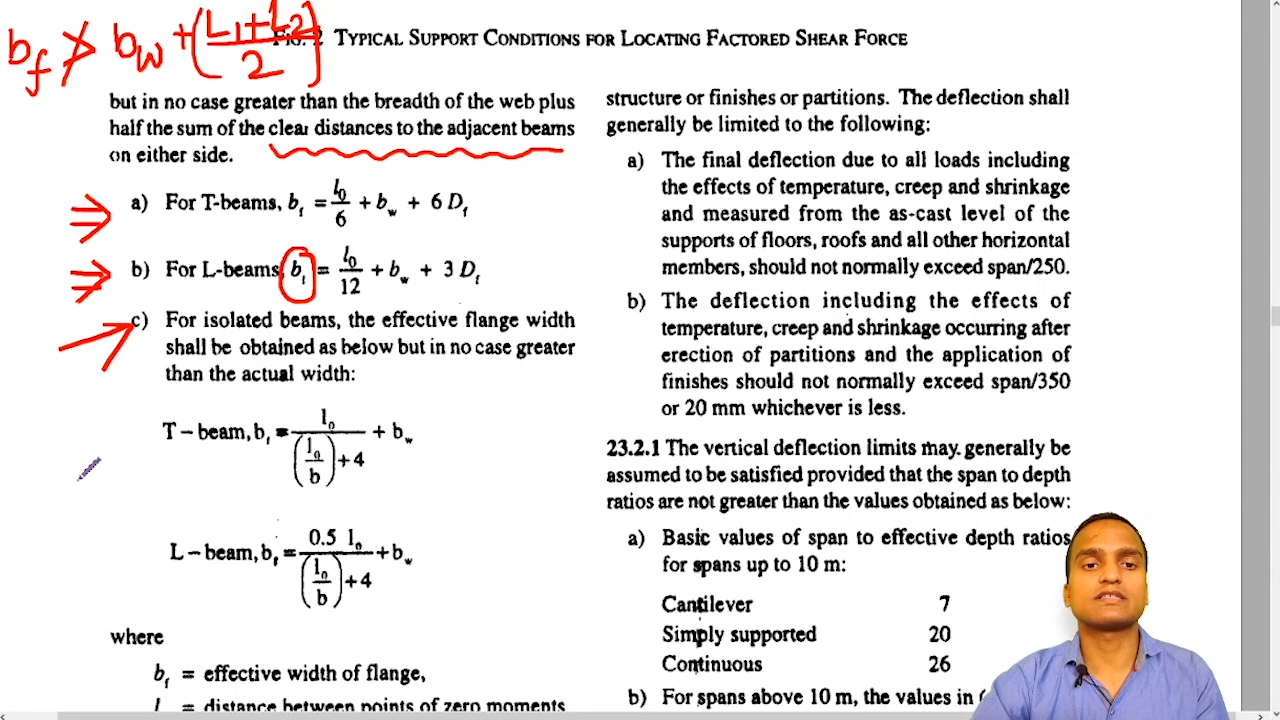 bf ≯ bw + (L1+L2)/2
TYPICAL SUPPORT CONDITIONS FOR LOCATING FACTORED SHEAR FORCE
but in no case greater than the breadth of the web plus
half the sum of the clear distances to the adjacent beams
on either side.
a) For T-beams, bf = l0/6 + bw + 6 Df
b) For L-beams, bf = l0/12 + bw + 3 Df
c) For isolated beams, the effective flange width
shall be obtained as below but in no case greater
than the actual width:
T – beam, bf = l0/((l0/b) + 4) + bw
L – beam, bf = 0.5 l0/((l0/b) + 4) + bw
where
bf = effective width of flange,
= distance between points of zero moments
structure or finishes or partitions. The deflection shall
generally be limited to the following:
a) The final deflection due to all loads including
the effects of temperature, creep and shrinkage
and measured from the as-cast level of the
supports of floors, roofs and all other horizontal
members, should not normally exceed span/250.
b) The deflection including the effects of
temperature, creep and shrinkage occurring after
erection of partitions and the application of
finishes should not normally exceed span/350
or 20 mm whichever is less.
23.2.1 The vertical deflection limits may generally be
assumed to be satisfied provided that the span to depth
ratios are not greater than the values obtained as below:
a) Basic values of span to effective depth ratios
for spans up to 10 m:
Cantilever 7
Simply supported 20
Continuous 26
b) For spans above 10 m, the values in